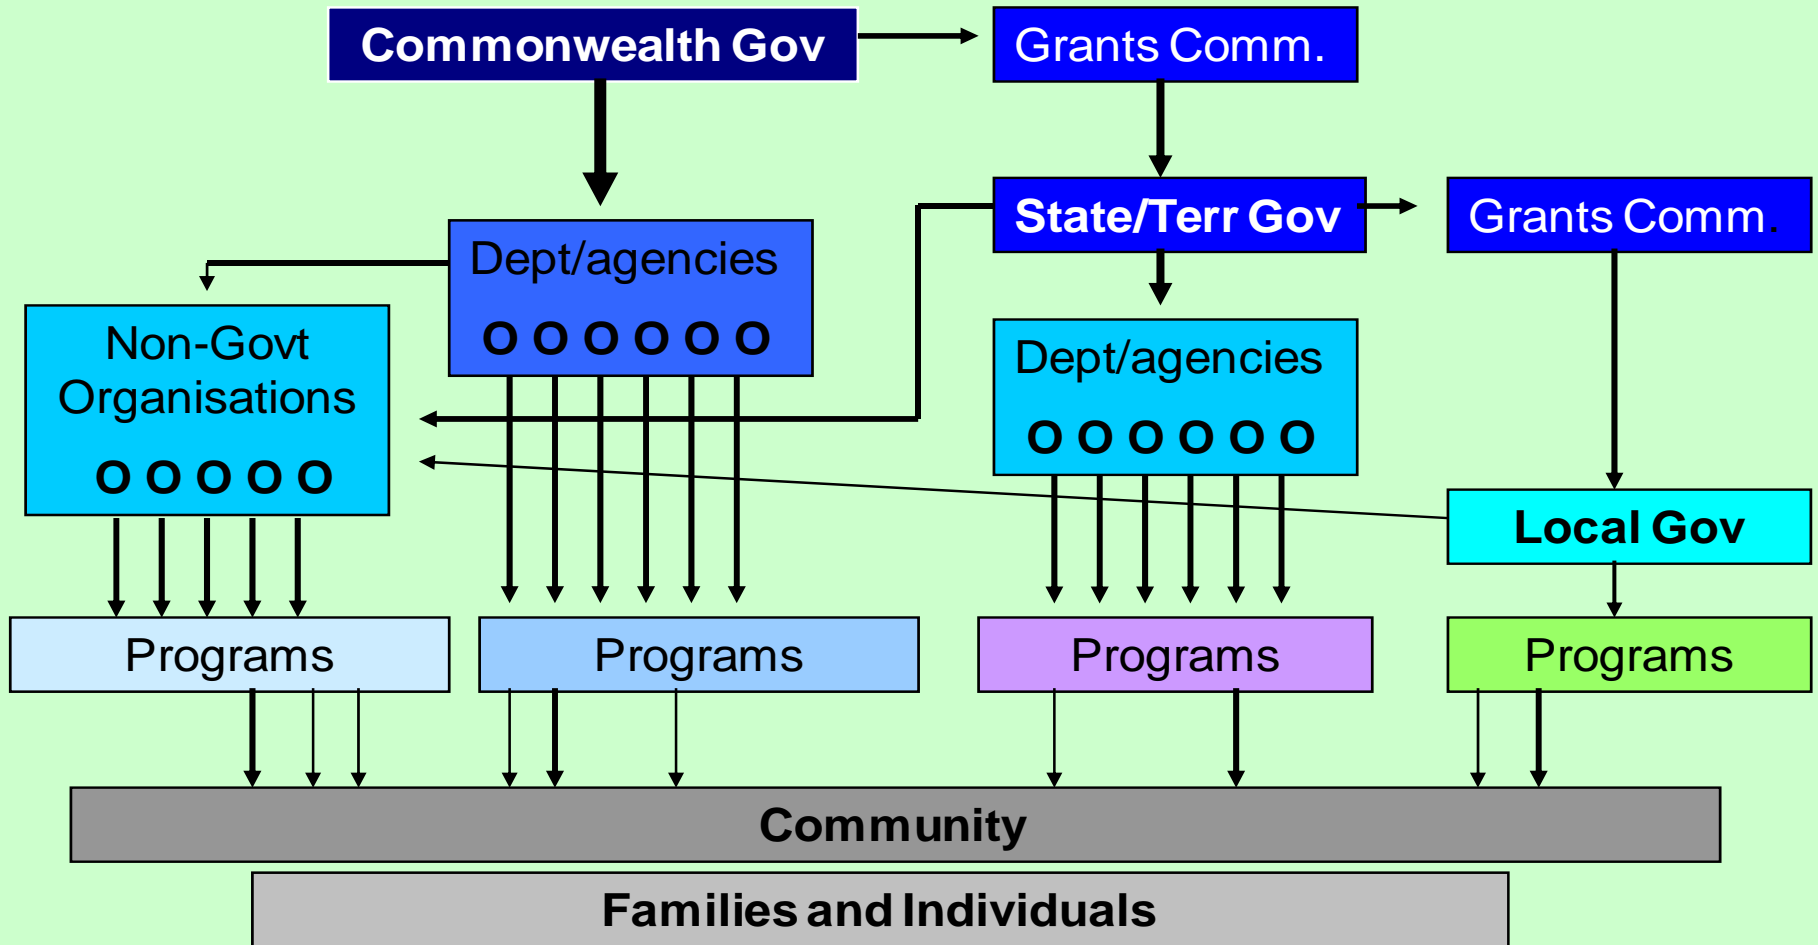 Commonwealth Gov
Grants Comm.
State/Terr Gov
Grants Comm.
Dept/agencies
O O O O O O
Non-Govt
Organisations
O O O O O
Dept/agencies
O O O O O O
Local Gov
Programs
Programs
Programs
Programs
Community
Families and Individuals